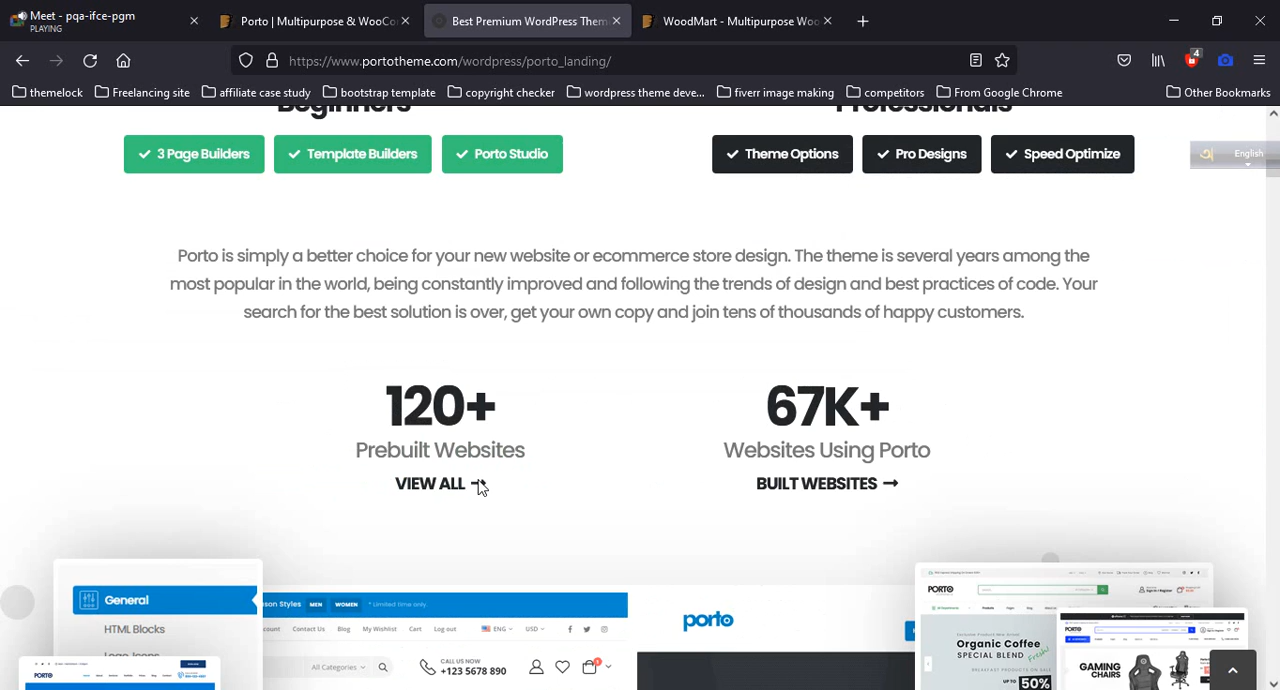 Meet - pqa-ifce-gpm
PLAYING
Porto | Multipurpose & WooCo
Best Premium WordPress Them
WoodMart - Multipurpose Woo
https://www.portotheme.com/wordpress/porto_landing/
4
themelock
Freelancing site
affiliate case study
bootstrap template
copyright checker
wordpress theme deve...
fiverr image making
competitors
From Google Chrome
Other Bookmarks
Beginners
Professionals
3 Page Builders
Template Builders
Porto Studio
Theme Options
Pro Designs
Speed Optimize
English
Porto is simply a better choice for your new website or ecommerce store design. The theme is several years among the
most popular in the world, being constantly improved and following the trends of design and best practices of code. Your
search for the best solution is over, get your own copy and join tens of thousands of happy customers.
120+
67K+
Prebuilt Websites
Websites Using Porto
VIEW ALL
BUILT WEBSITES
General
HTML Blocks
son Styles
MEN
WOMEN
* Limited time only.
count
Contact Us
Blog
My Wishlist
Cart
Log out
ENG
USD
All Categories
CALL US NOW
+123 5678 890
porto
PORTO
Organic Coffee
SPECIAL BLEND
Fresh!
UP TO
50%
PORTO
GAMING
CHAIRS